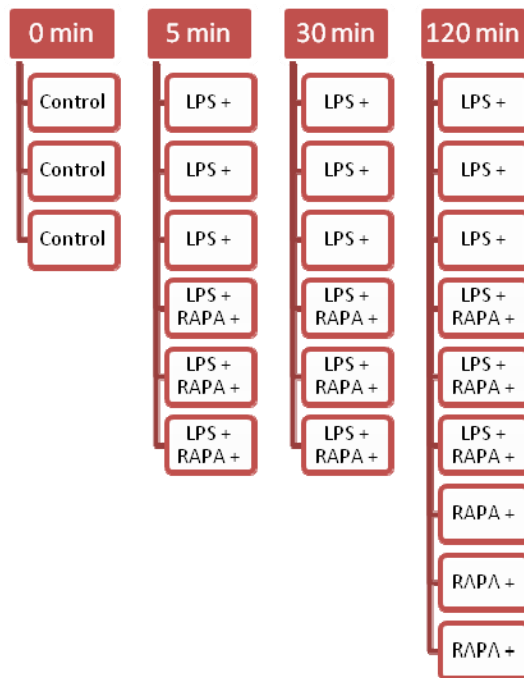 0 min
Control
Control
Control
5 min
LPS +
LPS +
LPS +
LPS +
RAPA +
LPS +
RAPA +
LPS +
RAPA +
30 min
LPS +
LPS +
LPS +
LPS +
RAPA +
LPS +
RAPA +
LPS +
RAPA +
120 min
LPS +
LPS +
LPS +
LPS +
RAPA +
LPS +
RAPA +
LPS +
RAPA +
RAPA +
RAPA +
RAPA +